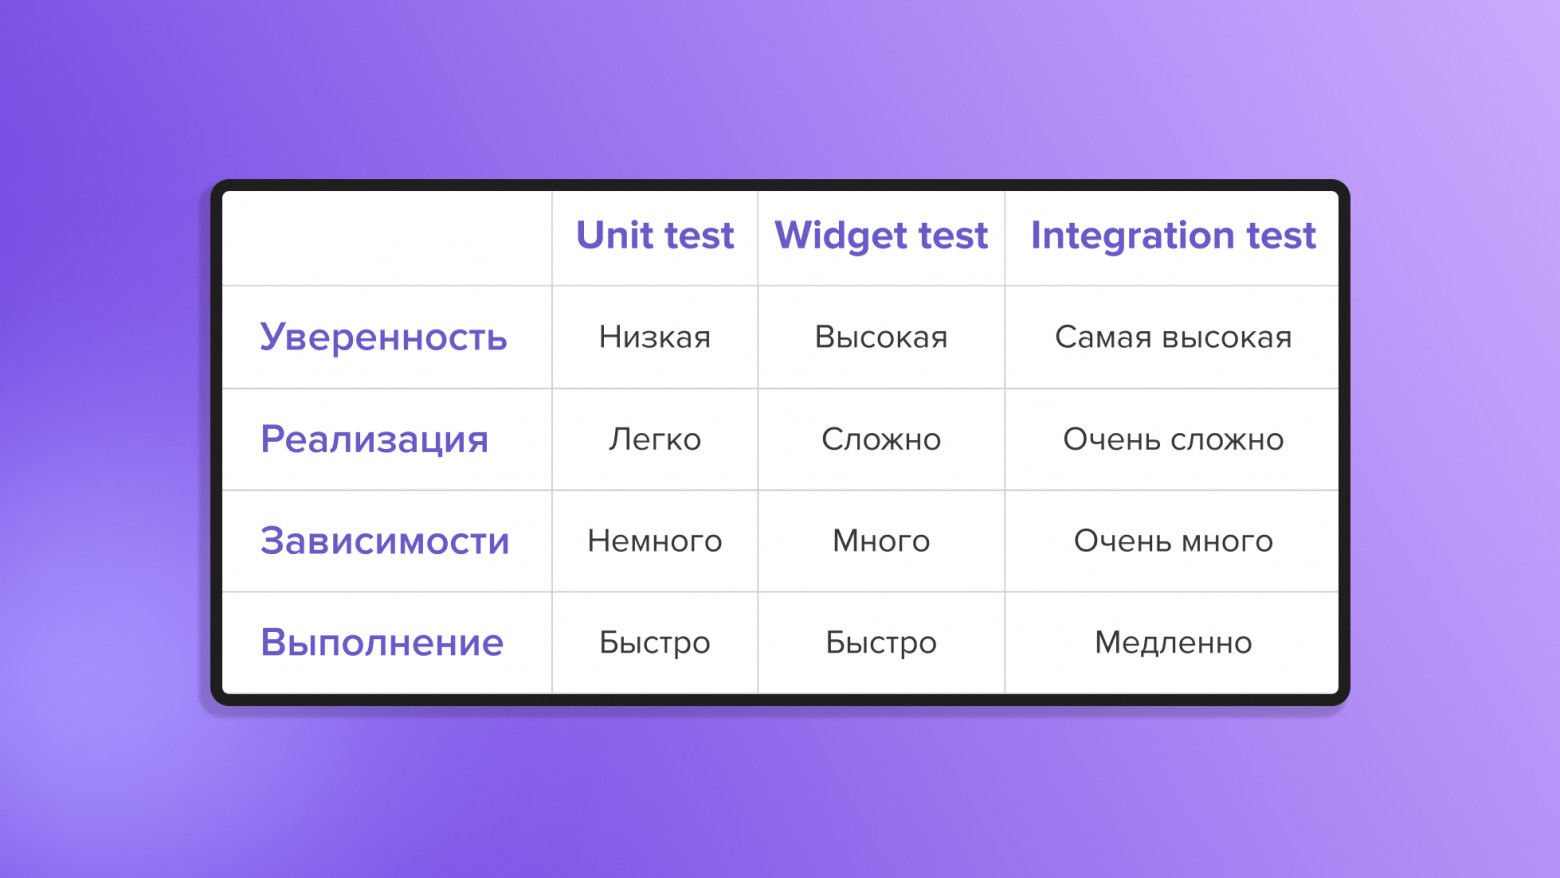 Unit test Widget test Integration test
Уверенность Низкая Высокая Самая высокая
Реализация Легко Сложно Очень сложно
Зависимости Немного Много Очень много
Выполнение Быстро Быстро Медленно